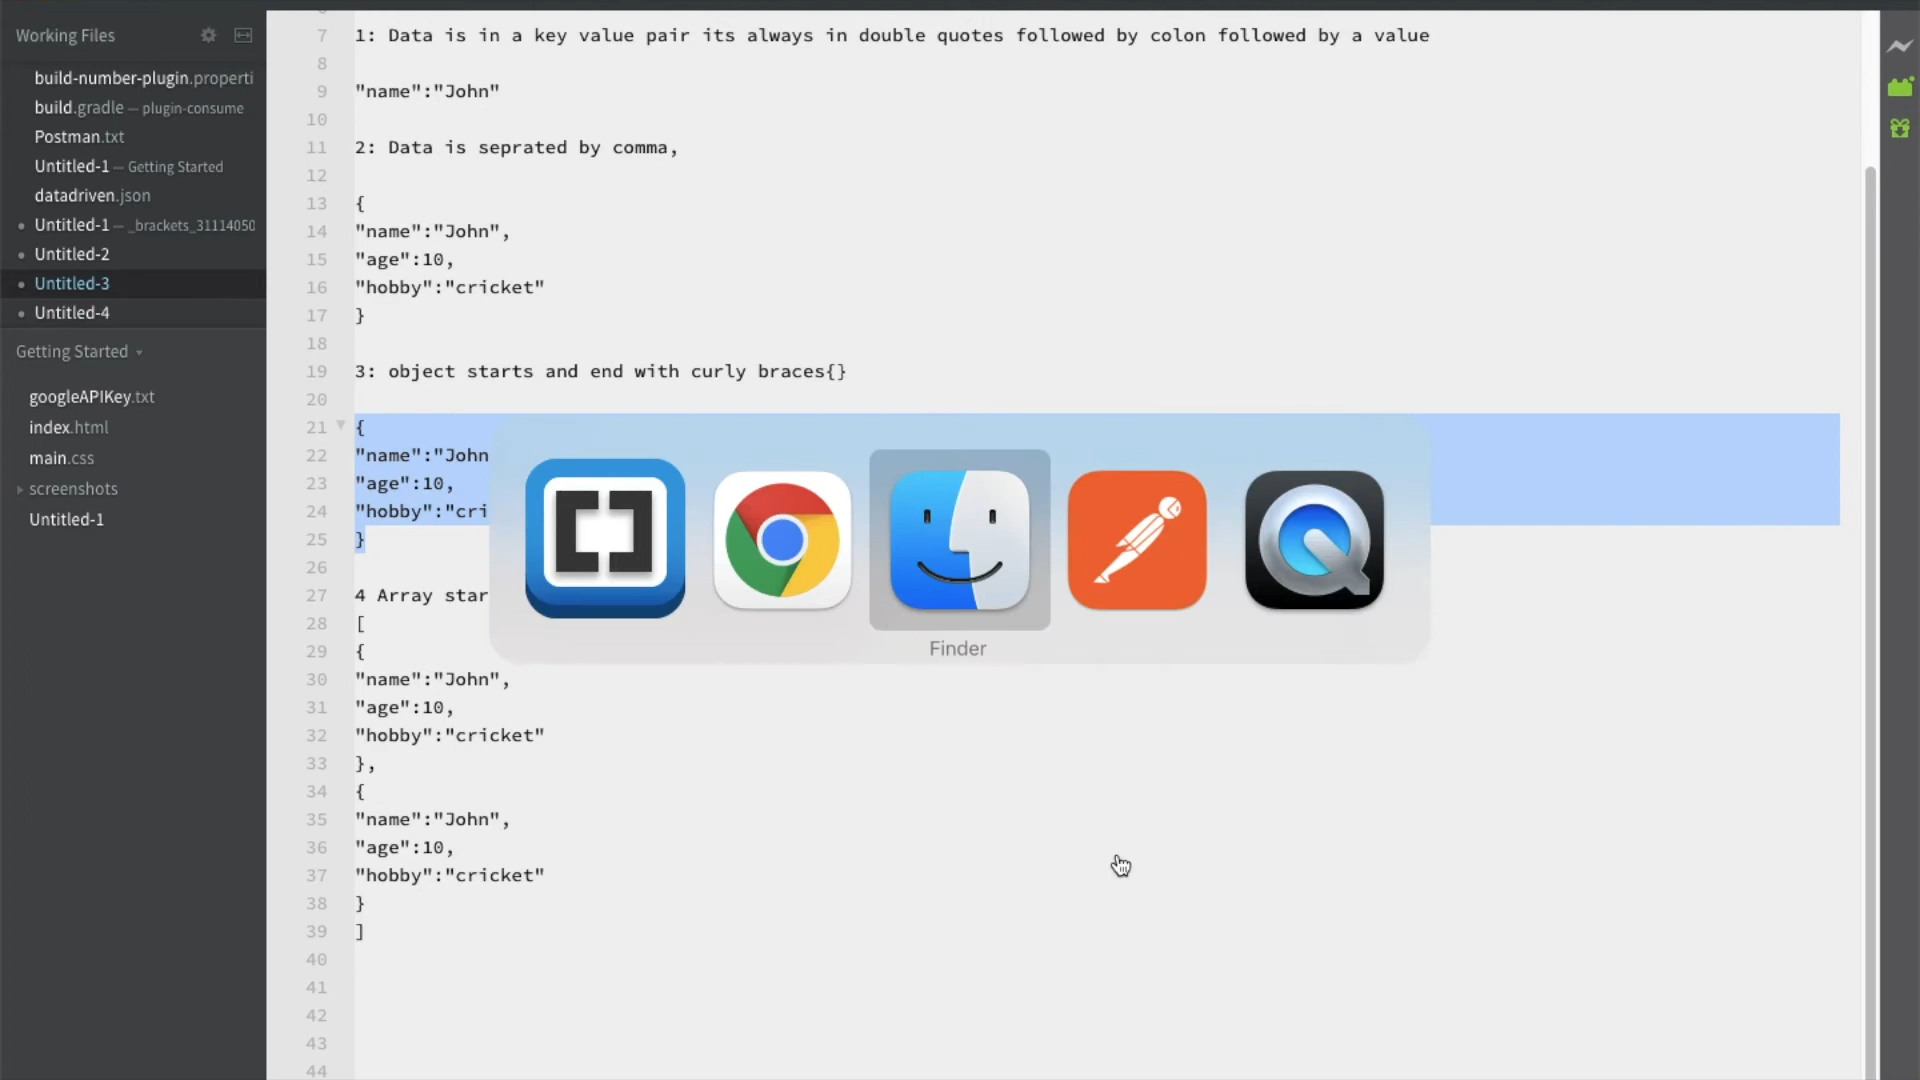 Working Files
build-number-plugin.properti
build.gradle — plugin-consume
Postman.txt
Untitled-1 — Getting Started
datadriven.json
Untitled-1 — _brackets_31114050
Untitled-2
Untitled-3
Untitled-4
Getting Started
googleAPIKey.txt
index.html
main.css
screenshots
Untitled-1
7 1: Data is in a key value pair its always in double quotes followed by colon followed by a value
8
9 "name":"John"
10
11 2: Data is seprated by comma,
12
13 {
14 "name":"John",
15 "age":10,
16 "hobby":"cricket"
17 }
18
19 3: object starts and end with curly braces{}
20
21 {
22 "name":"John
23 "age":10,
24 "hobby":"cri
25 }
26
27 4 Array star
28 [
29 {
30 "name":"John",
31 "age":10,
32 "hobby":"cricket"
33 },
34 {
35 "name":"John",
36 "age":10,
37 "hobby":"cricket"
38 }
39 ]
40
41
42
43
44
Finder